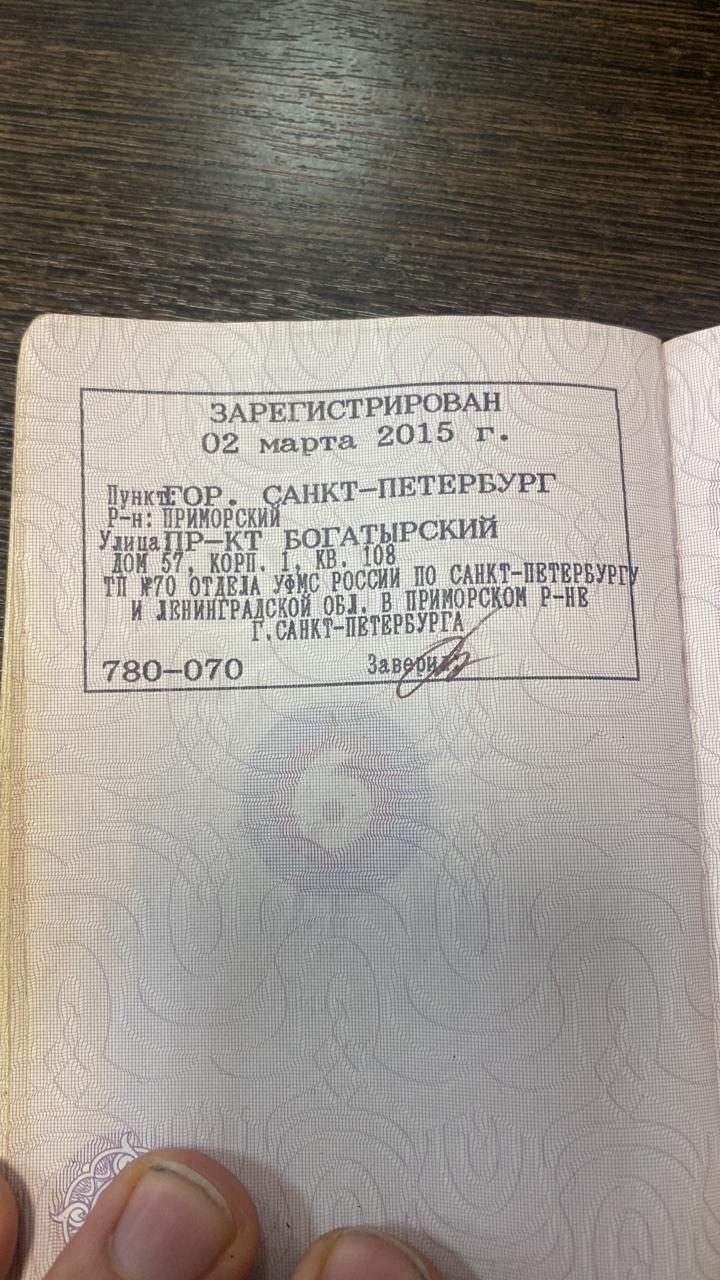 ЗАРЕГИСТРИРОВАН
02 марта 2015 г.
Пункт: ГОР. САНКТ-ПЕТЕРБУРГ
Р-н: ПРИМОРСКИЙ
Улица ПР-КТ БОГАТЫРСКИЙ
ДОМ 57, КОРП. 1, КВ. 108
ТП №70 ОТДЕЛА УФМС РОССИИ ПО САНКТ-ПЕТЕРБУРГУ
И ЛЕНИНГРАДСКОЙ ОБЛ. В ПРИМОРСКОМ Р-НЕ
Г.САНКТ-ПЕТЕРБУРГА
780-070 Заверил